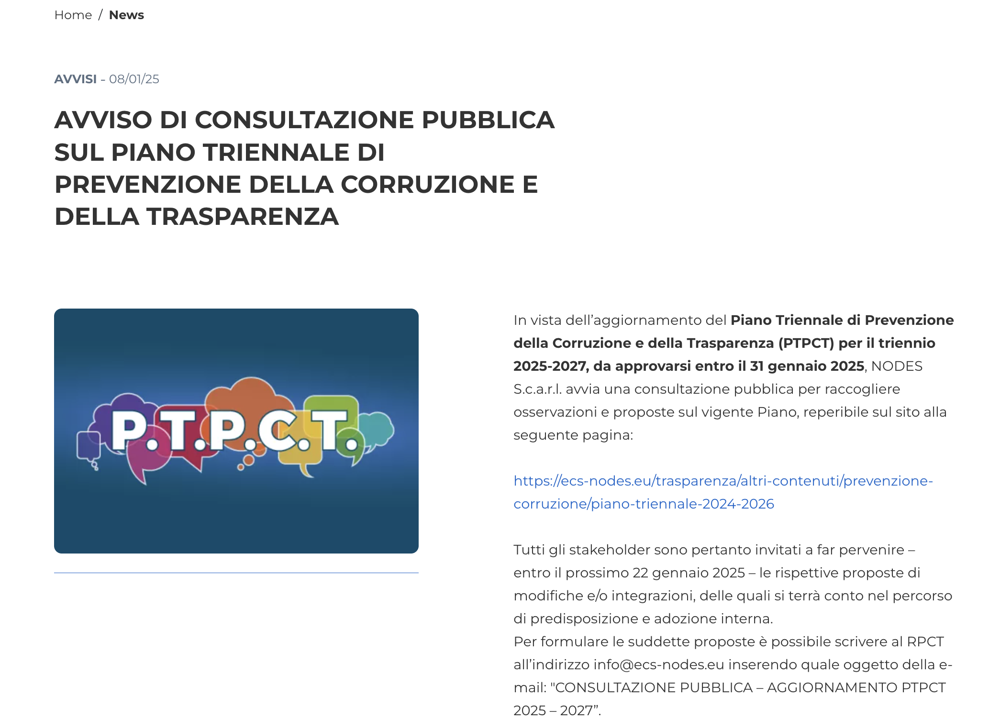 Home / News
AVVISI - 08/01/25
AVVISO DI CONSULTAZIONE PUBBLICA
SUL PIANO TRIENNALE DI
PREVENZIONE DELLA CORRUZIONE E
DELLA TRASPARENZA
P.T.P.C.T.
In vista dell’aggiornamento del Piano Triennale di Prevenzione
della Corruzione e della Trasparenza (PTPCT) per il triennio
2025-2027, da approvarsi entro il 31 gennaio 2025, NODES
S.c.a.r.l. avvia una consultazione pubblica per raccogliere
osservazioni e proposte sul vigente Piano, reperibile sul sito alla
seguente pagina:
https://ecs-nodes.eu/trasparenza/altri-contenuti/prevenzione-
corruzione/piano-triennale-2024-2026
Tutti gli stakeholder sono pertanto invitati a far pervenire –
entro il prossimo 22 gennaio 2025 – le rispettive proposte di
modifiche e/o integrazioni, delle quali si terrà conto nel percorso
di predisposizione e adozione interna.
Per formulare le suddette proposte è possibile scrivere al RPCT
all’indirizzo info@ecs-nodes.eu inserendo quale oggetto della e-
mail: "CONSULTAZIONE PUBBLICA – AGGIORNAMENTO PTPCT
2025 – 2027”.